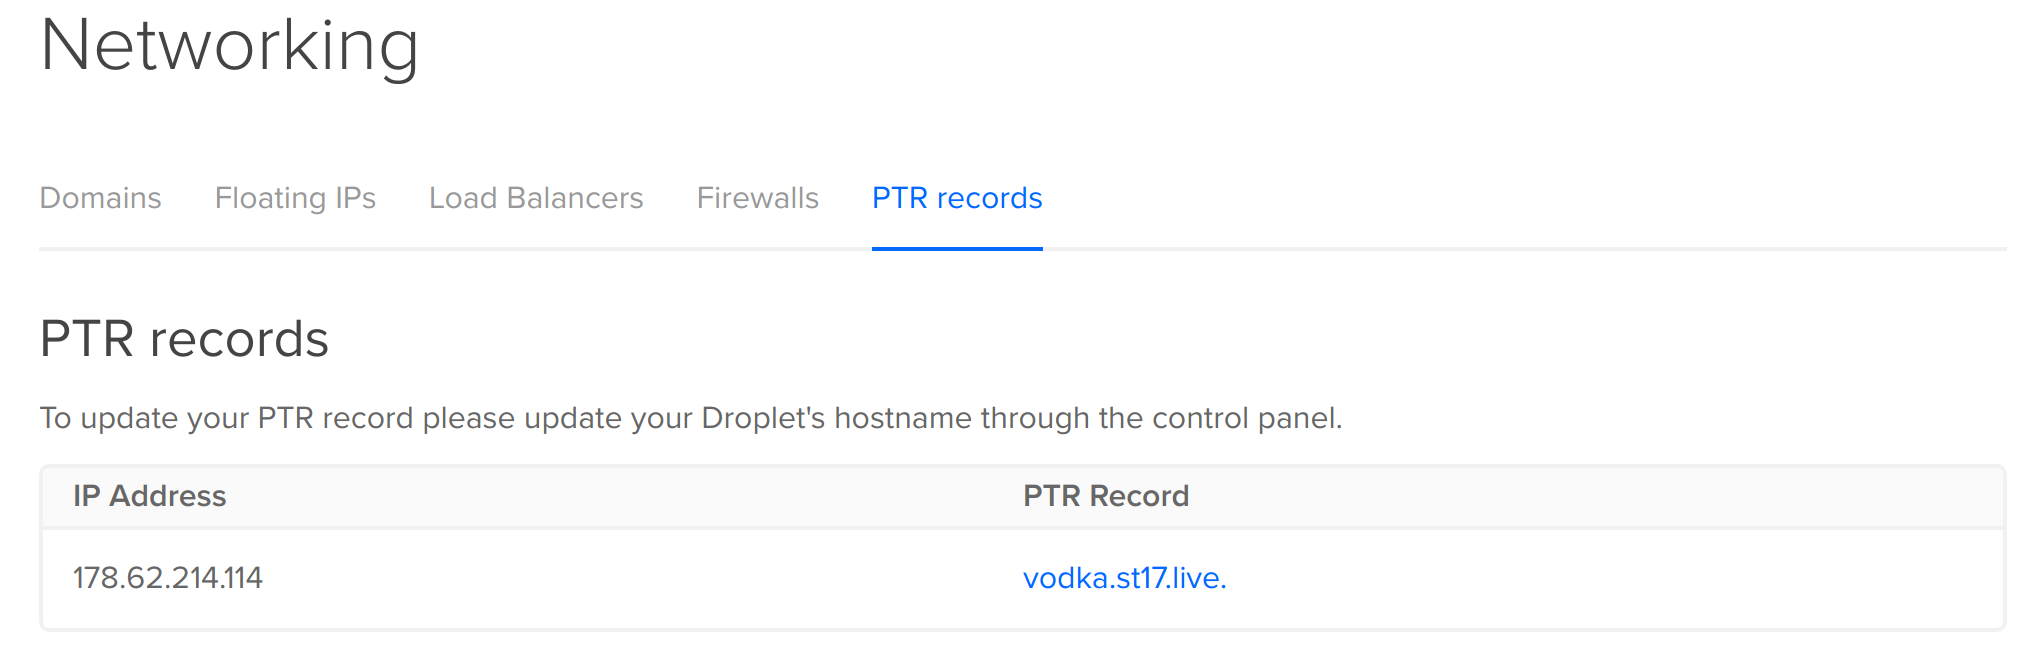 Networking
Domains Floating IPs Load Balancers Firewalls PTR records
PTR records
To update your PTR record please update your Droplet's hostname through the control panel.
IP Address PTR Record
178.62.214.114 vodka.st17.live.